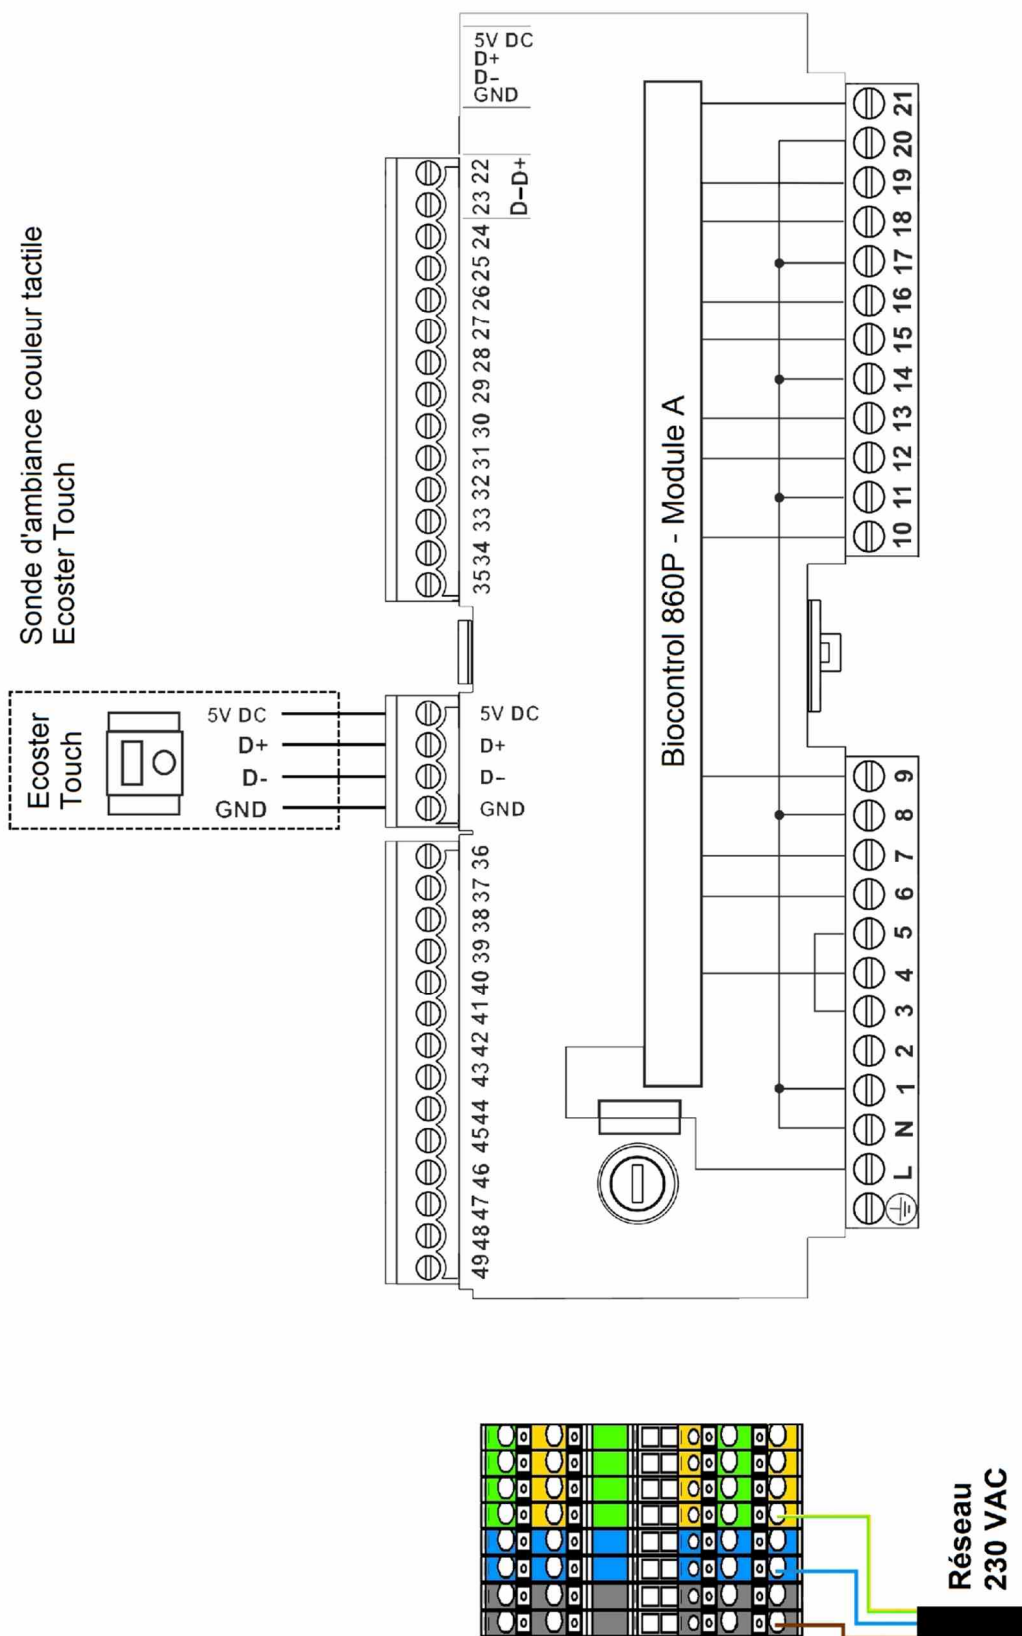 5V DC
D+
D-
GND
22
23
D-D+
24
25
26
27
28
29
30
31
32
33
34
35
21
20
19
18
17
16
15
14
13
12
11
10
Sonde d'ambiance couleur tactile
Ecoster Touch
Biocontrol 860P - Module A
Ecoster
Touch
5V DC
D+
D-
GND
5V DC
D+
D-
GND
36
37
38
39
40
41
42
43
44
45
46
47
48
49
9
8
7
6
5
4
3
2
1
N
L
Réseau
230 VAC